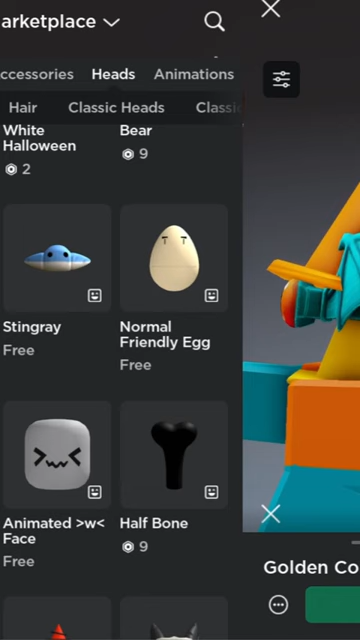 arketplace
ccessories Heads Animations
Hair Classic Heads Classic
White
Halloween
2
Bear
9
Stingray
Free
Normal
Friendly Egg
Free
Animated >w<
Face
Free
Half Bone
9
Golden Co